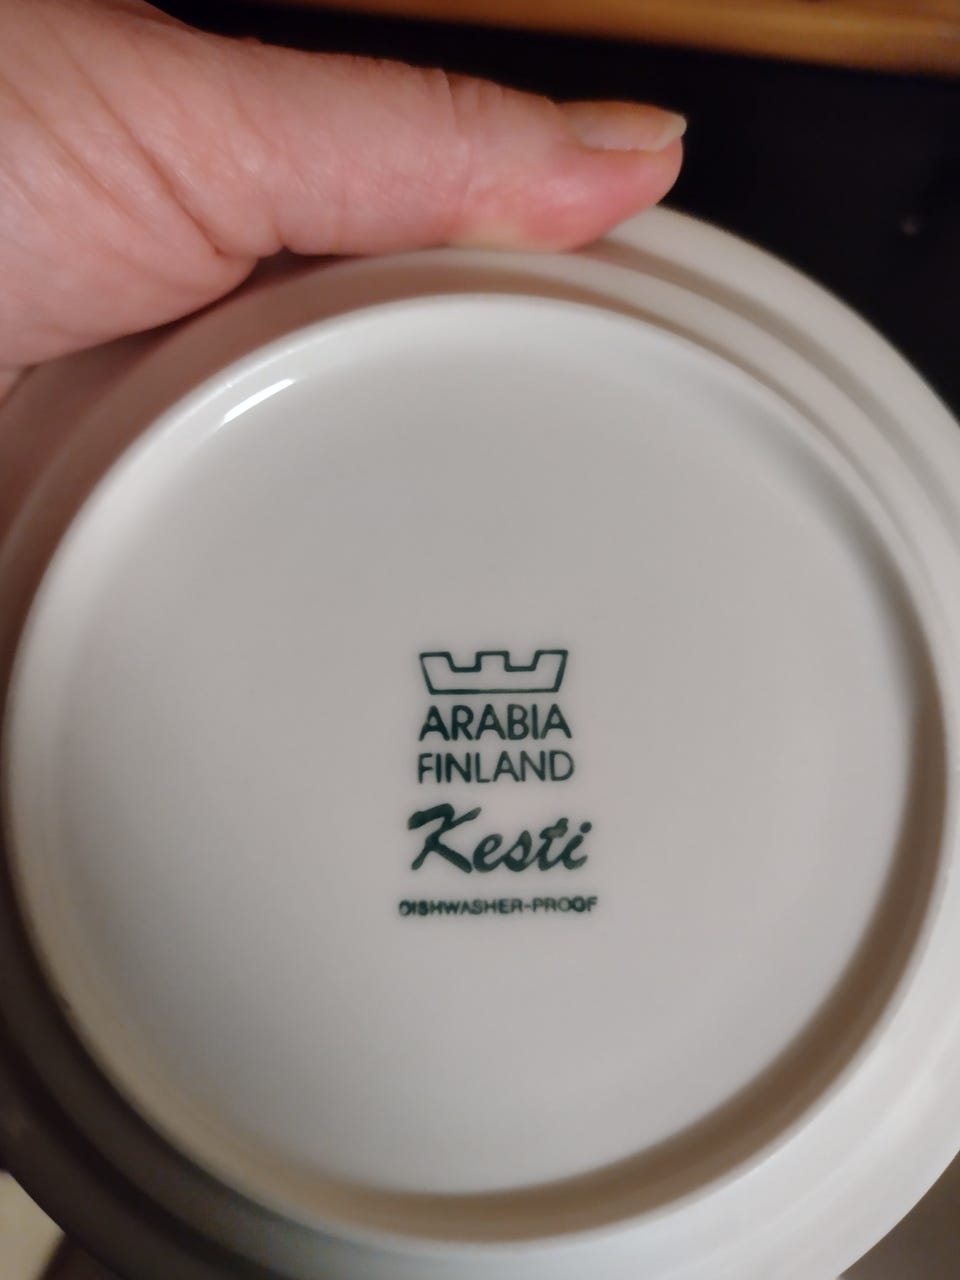 ARABIA
FINLAND
Kesti
DISHWASHER-PROOF